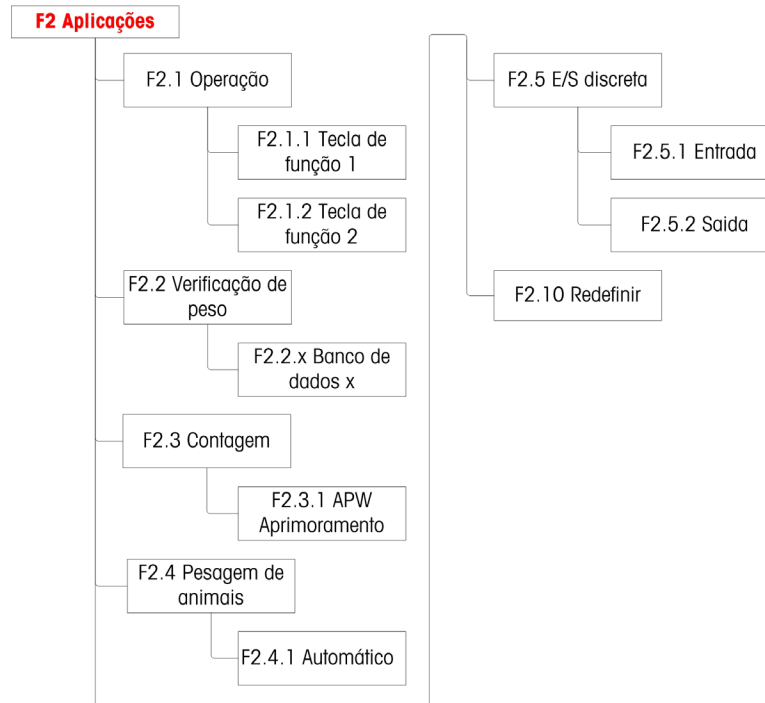 F2 Aplicações
F2.1 Operação
F2.1.1 Tecla de
função 1
F2.1.2 Tecla de
função 2
F2.2 Verificação de
peso
F2.2.x Banco de
dados x
F2.3 Contagem
F2.3.1 APW
Aprimoramento
F2.4 Pesagem de
animais
F2.4.1 Automático
F2.5 E/S discreta
F2.5.1 Entrada
F2.5.2 Saida
F2.10 Redefinir